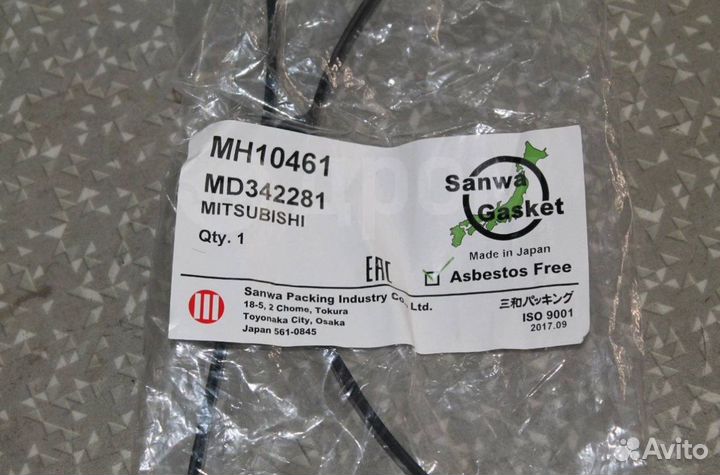 MH10461
MD342281
MITSUBISHI
Qty. 1
Sanwa
Gasket
Made in Japan
EAC
Asbestos Free
Sanwa Packing Industry Co., Ltd.
18-5, 2 Chome, Tokura
Toyonaka City, Osaka
Japan 561-0845
三和パッキング
ISO 9001
2017.09
Avito